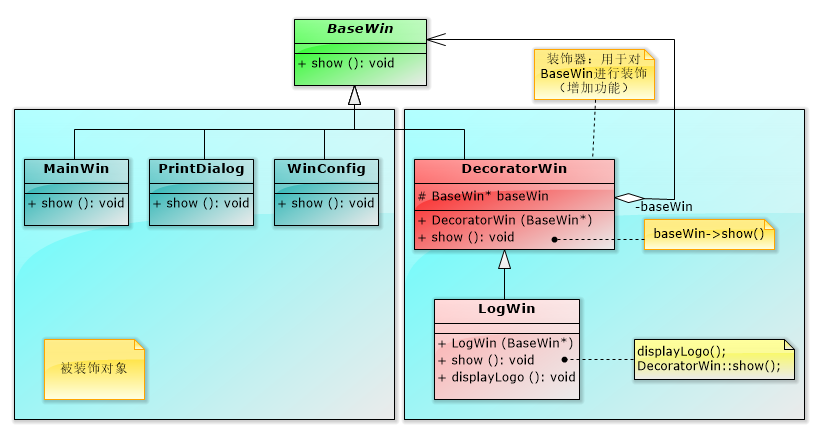 BaseWin
+ show (): void
装饰器：用于对
BaseWin进行装饰
（增加功能）
MainWin
+ show (): void
PrintDialog
+ show (): void
WinConfig
+ show (): void
DecoratorWin
# BaseWin* baseWin
+ DecoratorWin (BaseWin*)
+ show (): void
-baseWin
baseWin->show()
LogWin
+ LogWin (BaseWin*)
+ show (): void
+ displayLogo (): void
displayLogo();
DecoratorWin::show();
被装饰对象